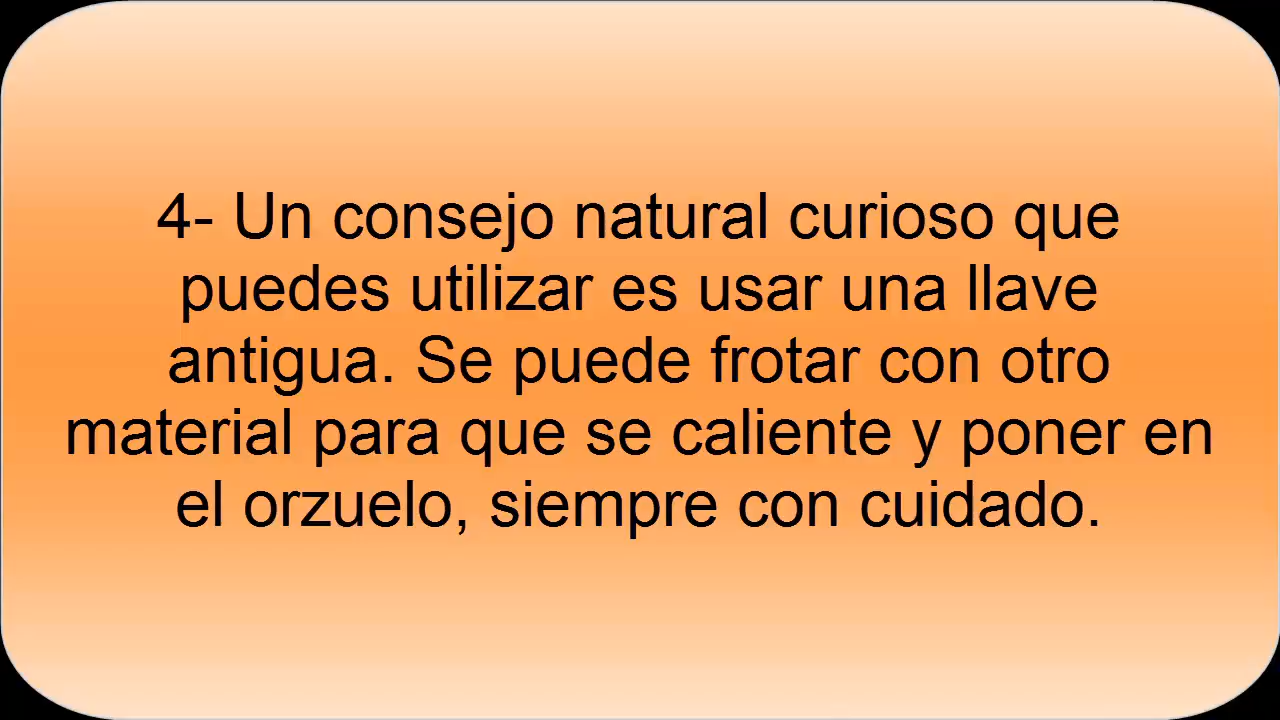 4- Un consejo natural curioso que
puedes utilizar es usar una llave
antigua. Se puede frotar con otro
material para que se caliente y poner en
el orzuelo, siempre con cuidado.